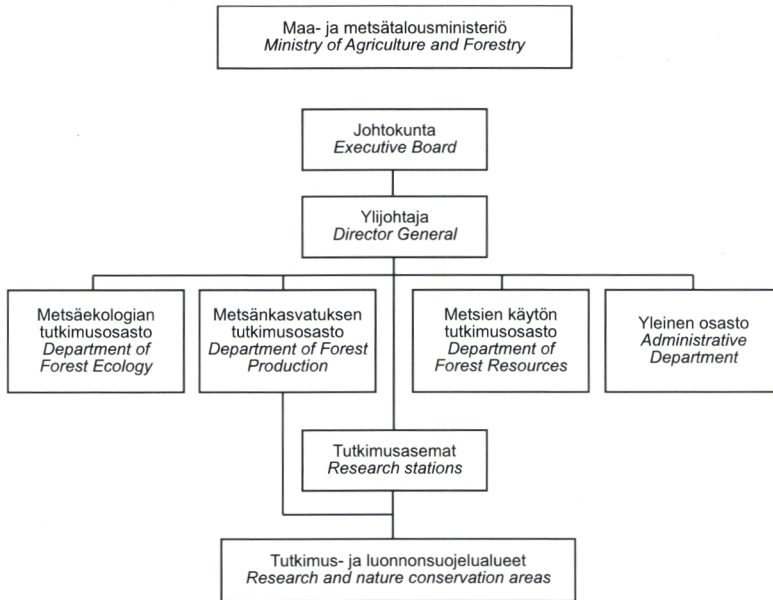 Maa- ja metsätalousministeriö
Ministry of Agriculture and Forestry
Johtokunta
Executive Board
Ylijohtaja
Director General
Metsäekologian
tutkimusosasto
Department of
Forest Ecology
Metsänkasvatuksen
tutkimusosasto
Department of Forest
Production
Metsien käytön
tutkimusosasto
Department of
Forest Resources
Yleinen osasto
Administrative
Department
Tutkimusasemat
Research stations
Tutkimus- ja luonnonsuojelualueet
Research and nature conservation areas